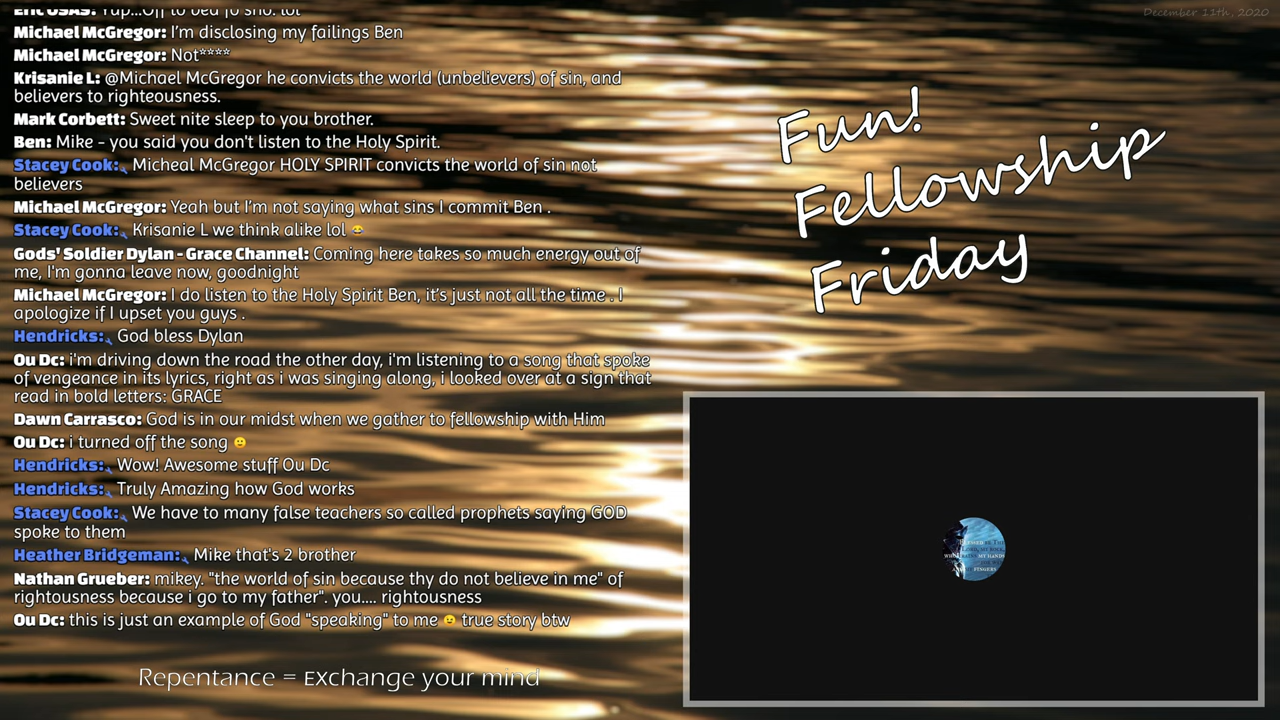 Eric USAS: Yup...Off to bed fo sho. lol
Michael McGregor: I'm disclosing my failings Ben
Michael McGregor: Not****
Krisanie L: @Michael McGregor he convicts the world (unbelievers) of sin, and
believers to righteousness.
Mark Corbett: Sweet nite sleep to you brother.
Ben: Mike - you said you don't listen to the Holy Spirit.
Stacey Cook: Micheal McGregor HOLY SPIRIT convicts the world of sin not
believers
Michael McGregor: Yeah but I'm not saying what sins I commit Ben .
Stacey Cook: Krisanie L we think alike lol 😂
Gods' Soldier Dylan - Grace Channel: Coming here takes so much energy out of
me, I'm gonna leave now, goodnight
Michael McGregor: I do listen to the Holy Spirit Ben, it's just not all the time . I
apologize if I upset you guys .
Hendricks: God bless Dylan
Ou Dc: i'm driving down the road the other day, i'm listening to a song that spoke
of vengeance in its lyrics, right as i was singing along, i looked over at a sign that
read in bold letters: GRACE
Dawn Carrasco: God is in our midst when we gather to fellowship with Him
Ou Dc: i turned off the song 🙂
Hendricks: Wow! Awesome stuff Ou Dc
Hendricks: Truly Amazing how God works
Stacey Cook: We have to many false teachers so called prophets saying GOD
spoke to them
Heather Bridgeman: Mike that's 2 brother
Nathan Grueber: mikey. "the world of sin because thy do not believe in me" of
rightousness because i go to my father". you.... rightousness
Ou Dc: this is just an example of God "speaking" to me 🙂 true story btw
Repentance = EXchange your mind
December 11th, 2020
Fun!
Fellowship
Friday